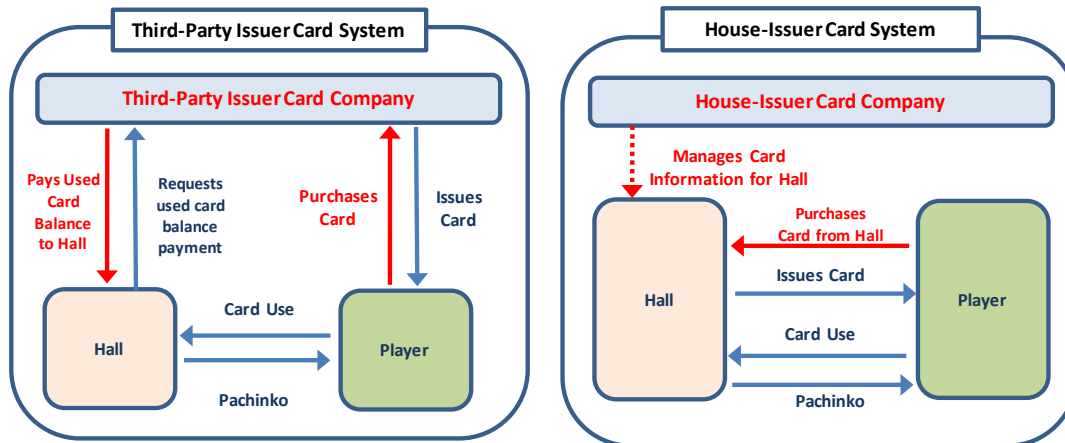 Third-Party Issuer Card System
Third-Party Issuer Card Company
Pays Used
Card
Balance
to Hall
Requests
used card
balance
payment
Purchases
Card
Issues
Card
Hall
Card Use
Player
Pachinko
House-Issuer Card System
House-Issuer Card Company
Manages Card
Information for Hall
Purchases
Card from Hall
Issues Card
Hall
Player
Card Use
Pachinko